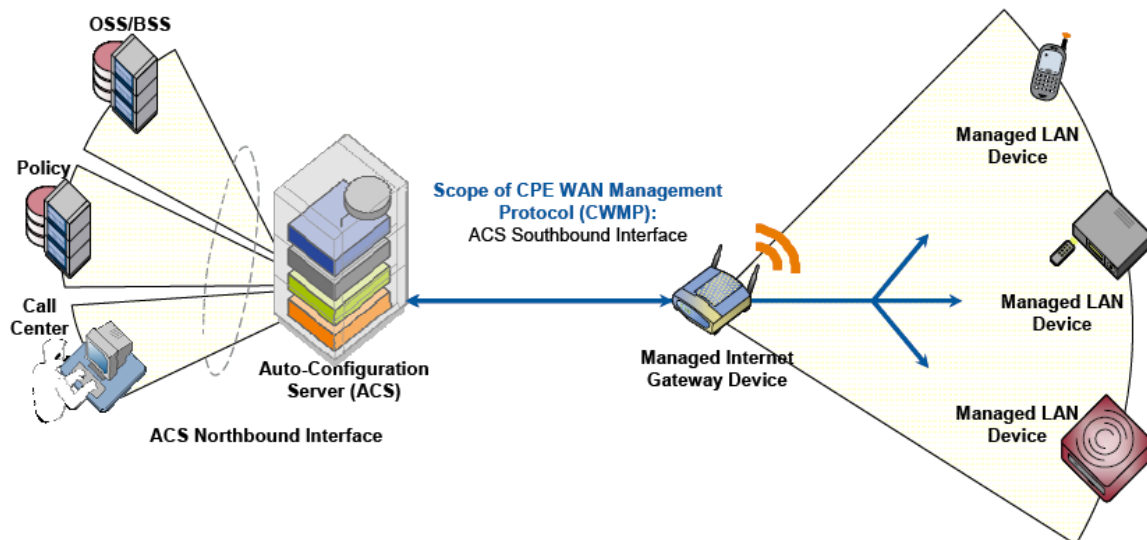 OSS/BSS
Policy
Call
Center
ACS Northbound Interface
Auto-Configuration
Server (ACS)
Scope of CPE WAN Management
Protocol (CWMP):
ACS Southbound Interface
Managed Internet
Gateway Device
Managed LAN
Device
Managed LAN
Device
Managed LAN
Device